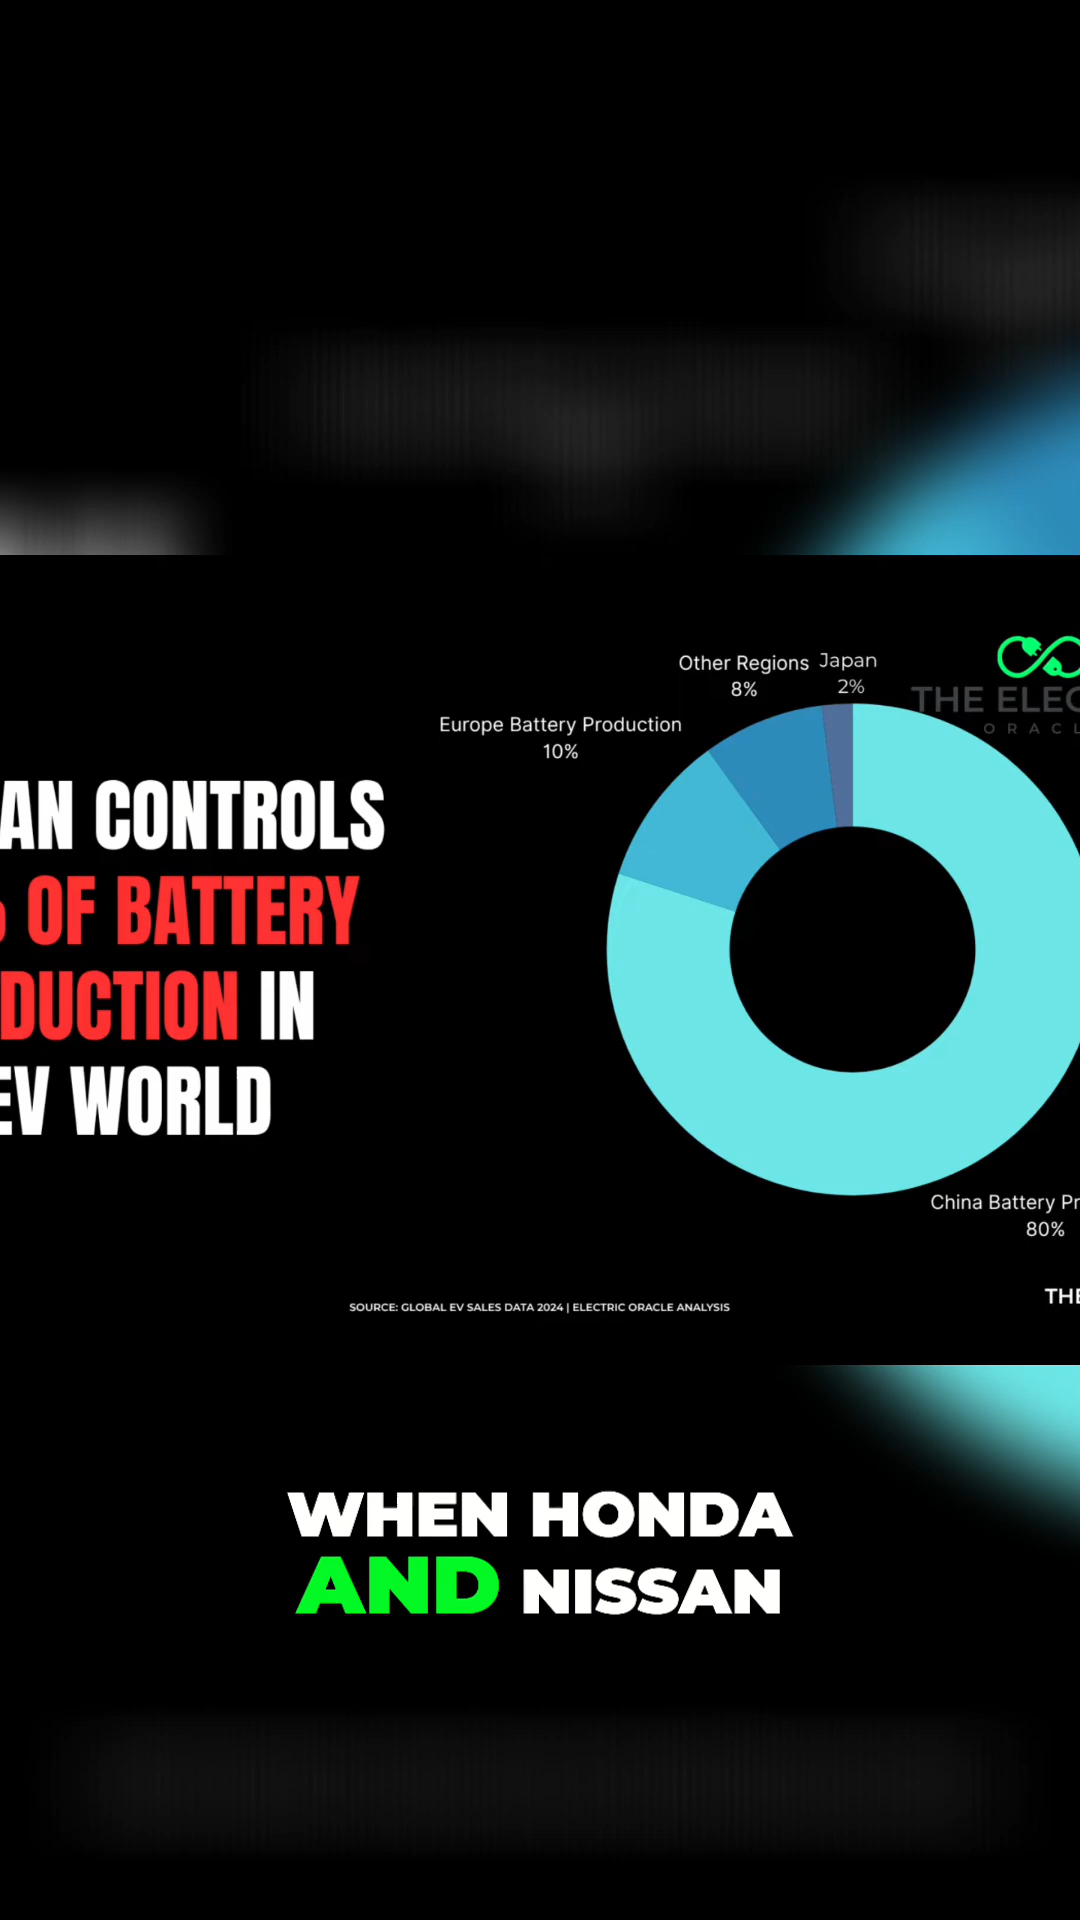 Other Regions
8%
Japan
2%
THE ELEC
ORACL
Europe Battery Production
10%
AN CONTROLS
% OF BATTERY
DUCTION IN
EV WORLD
China Battery Pr
80%
THE
SOURCE: GLOBAL EV SALES DATA 2024 | ELECTRIC ORACLE ANALYSIS
WHEN HONDA
AND NISSAN